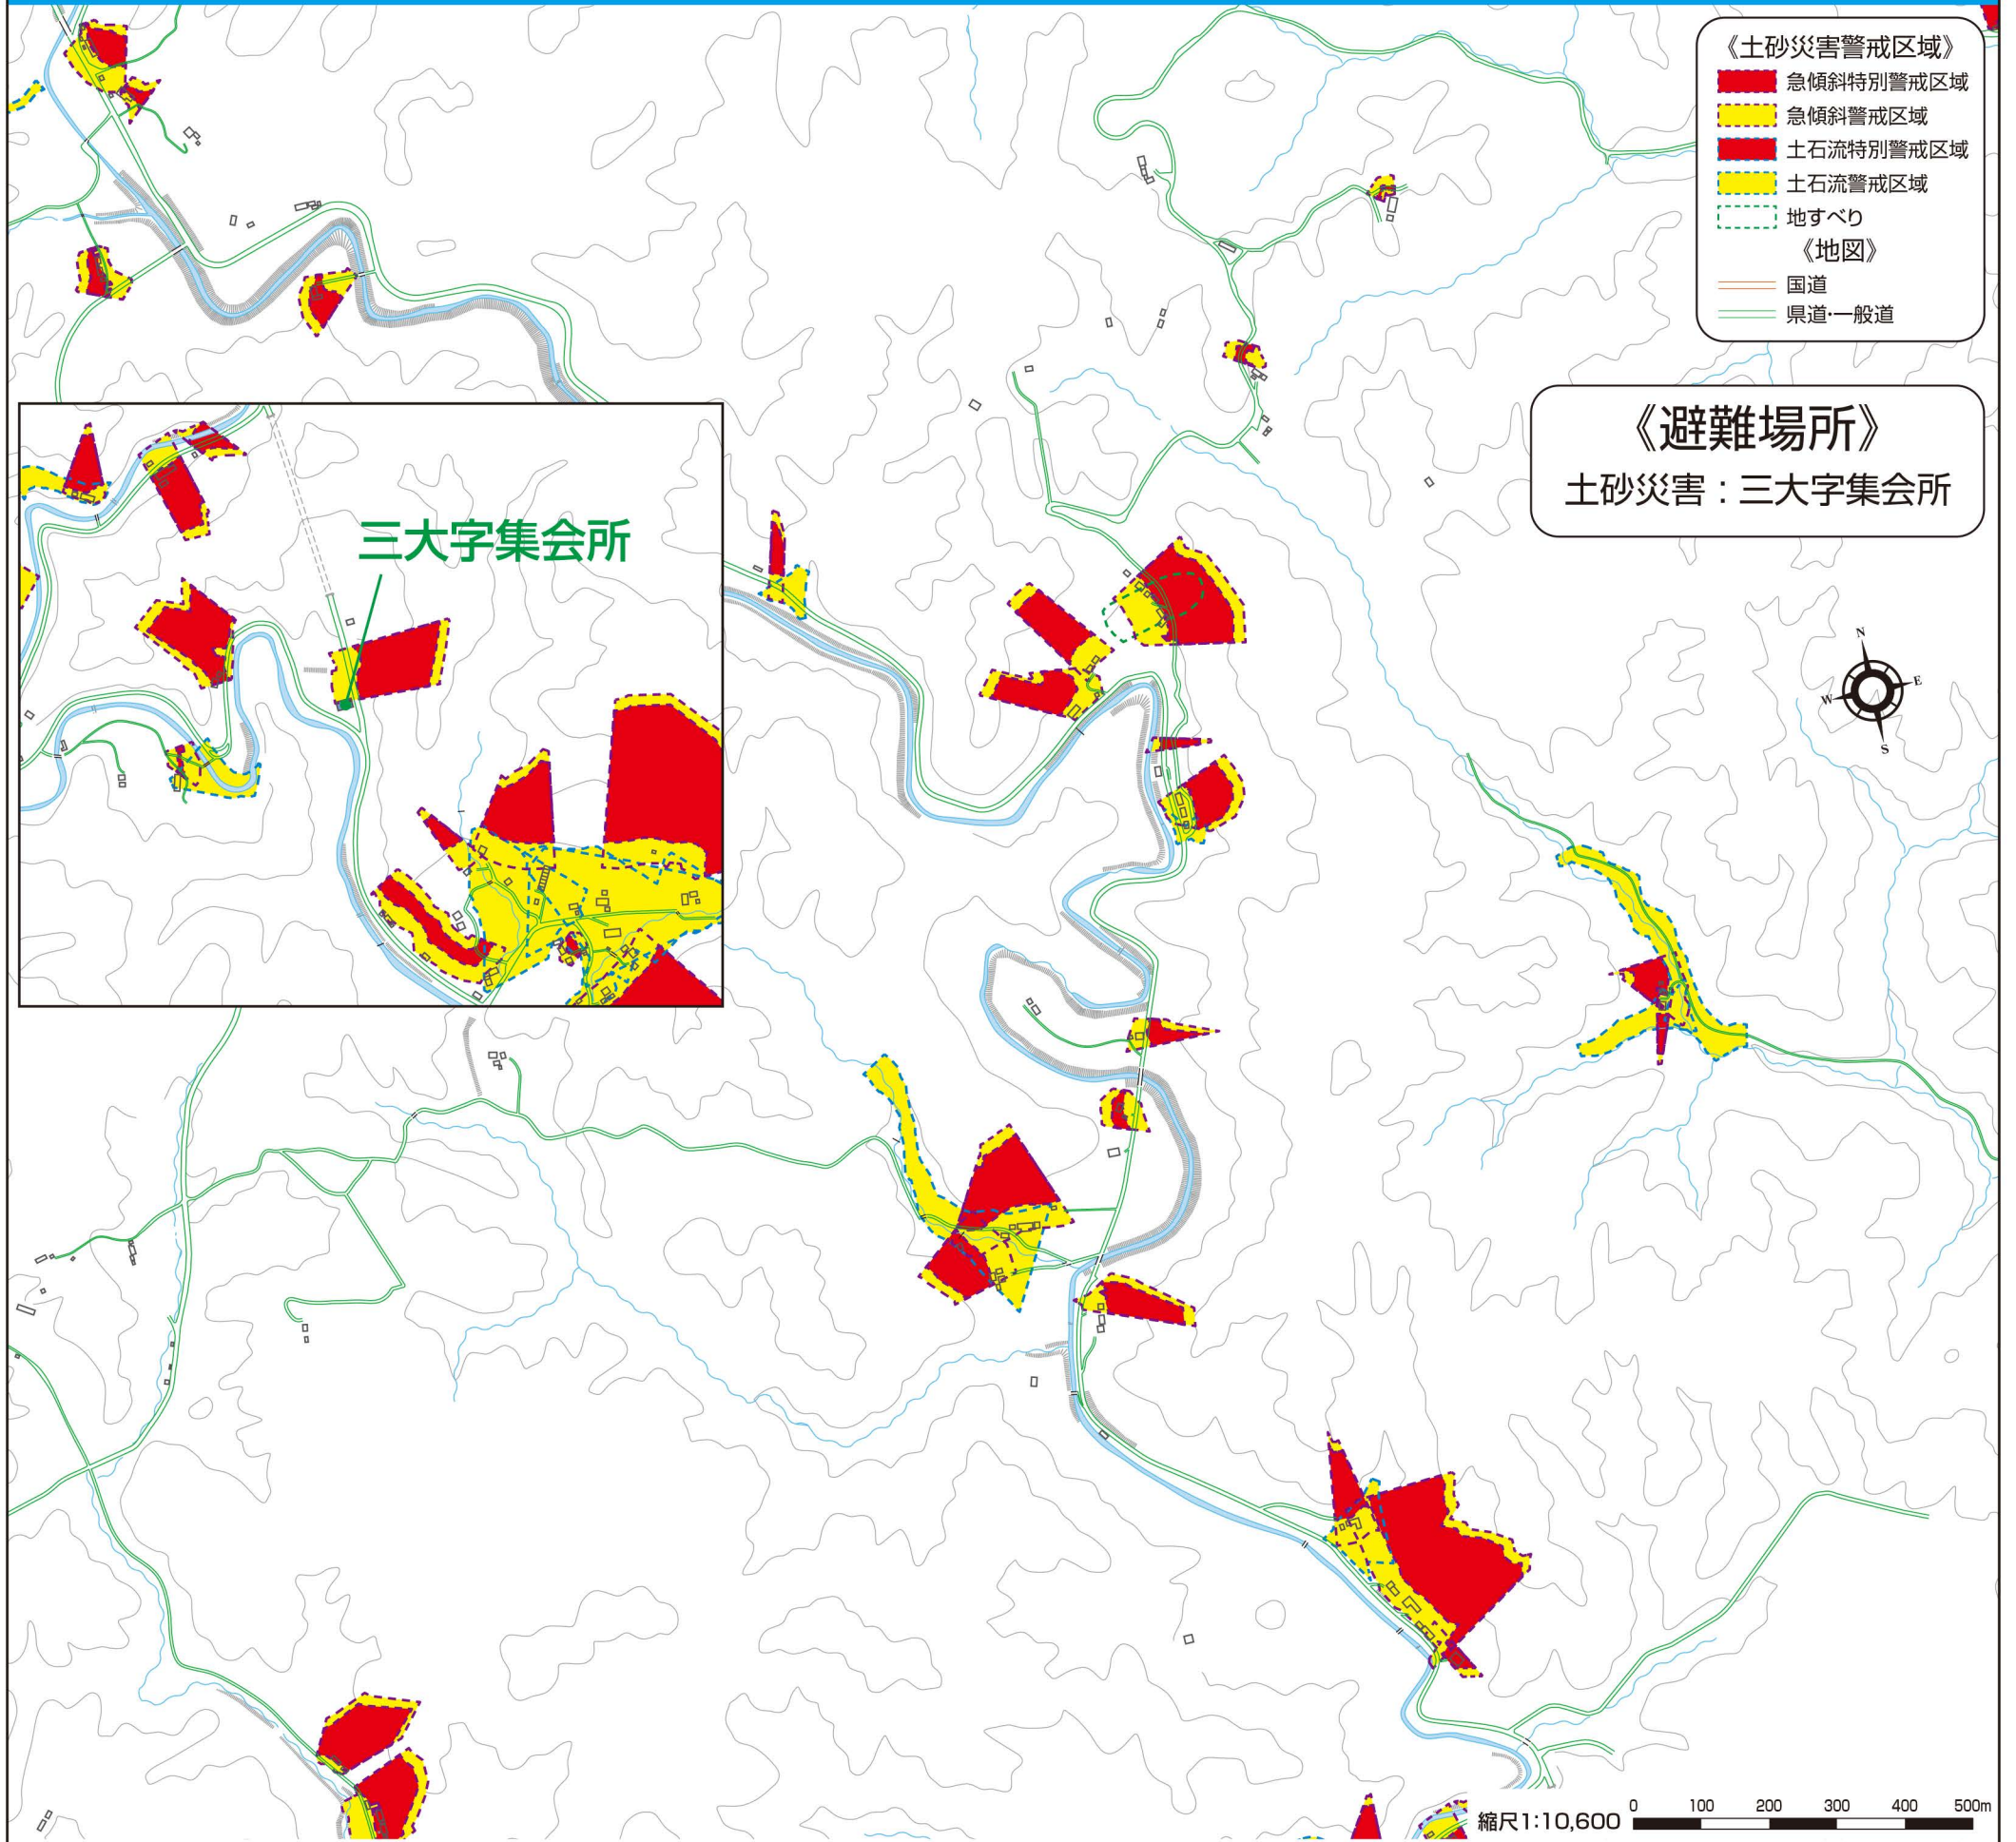 《土砂災害警戒区域》
急傾斜特別警戒区域
急傾斜警戒区域
土石流特別警戒区域
土石流警戒区域
地すべり
《地図》
国道
県道・一般道
《避難場所》
土砂災害：三大字集会所
三大字集会所
N
W
E
S
縮尺1:10,600
0 100 200 300 400 500m